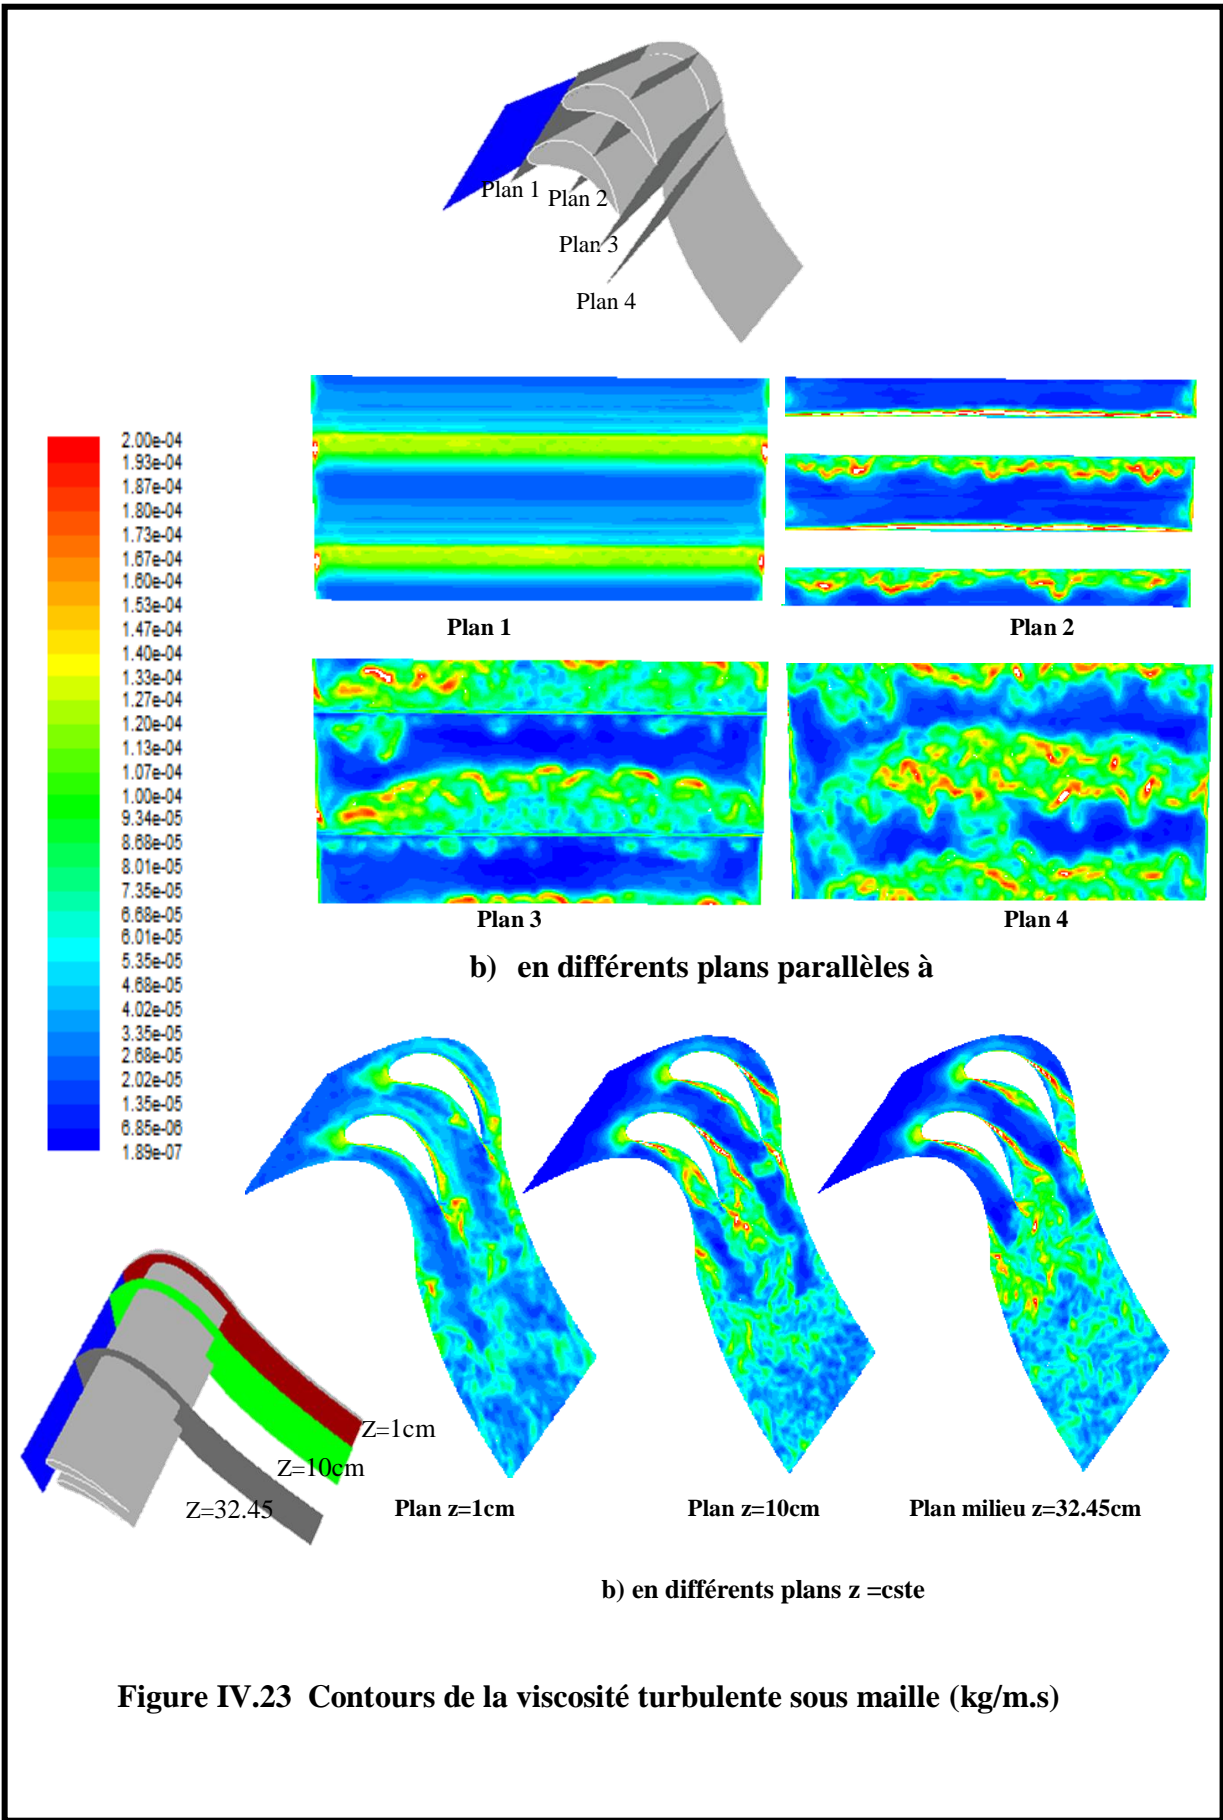 Plan 1
Plan 2
Plan 3
Plan 4
2.00e-04
1.93e-04
1.87e-04
1.80e-04
1.73e-04
1.67e-04
1.60e-04
1.53e-04
1.47e-04
1.40e-04
1.33e-04
1.27e-04
1.20e-04
1.13e-04
1.07e-04
1.00e-04
9.34e-05
8.68e-05
8.01e-05
7.35e-05
6.68e-05
6.01e-05
5.35e-05
4.68e-05
4.02e-05
3.35e-05
2.68e-05
2.02e-05
1.35e-05
6.85e-06
1.89e-07
Plan 1
Plan 2
Plan 3
Plan 4
b) en différents plans parallèles à
Z=1cm
Z=10cm
Z=32.45
Plan z=1cm
Plan z=10cm
Plan milieu z=32.45cm
b) en différents plans z =cste
Figure IV.23 Contours de la viscosité turbulente sous maille (kg/m.s)